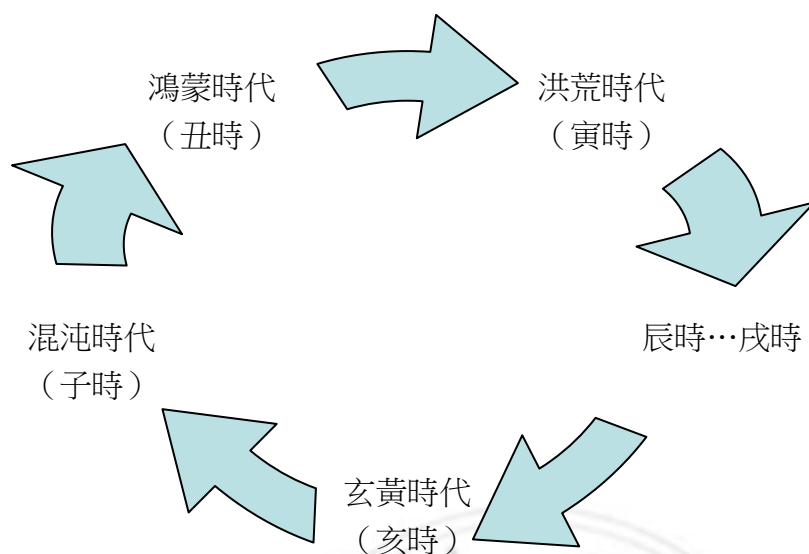 鴻蒙時代
（丑時）
洪荒時代
（寅時）
混沌時代
（子時）
辰時…戌時
玄黃時代
（亥時）